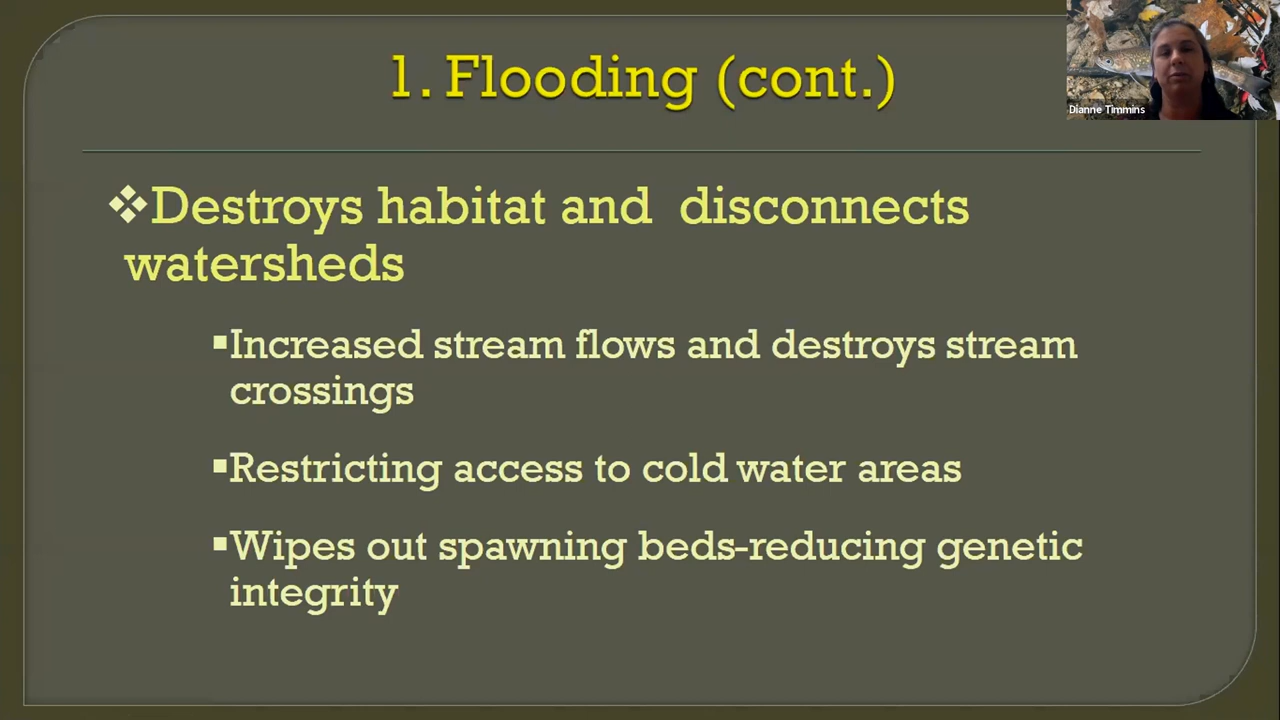 1. Flooding (cont.)
Dianne Timmins
❖Destroys habitat and disconnects
watersheds
▪Increased stream flows and destroys stream
crossings
▪Restricting access to cold water areas
▪Wipes out spawning beds-reducing genetic
integrity